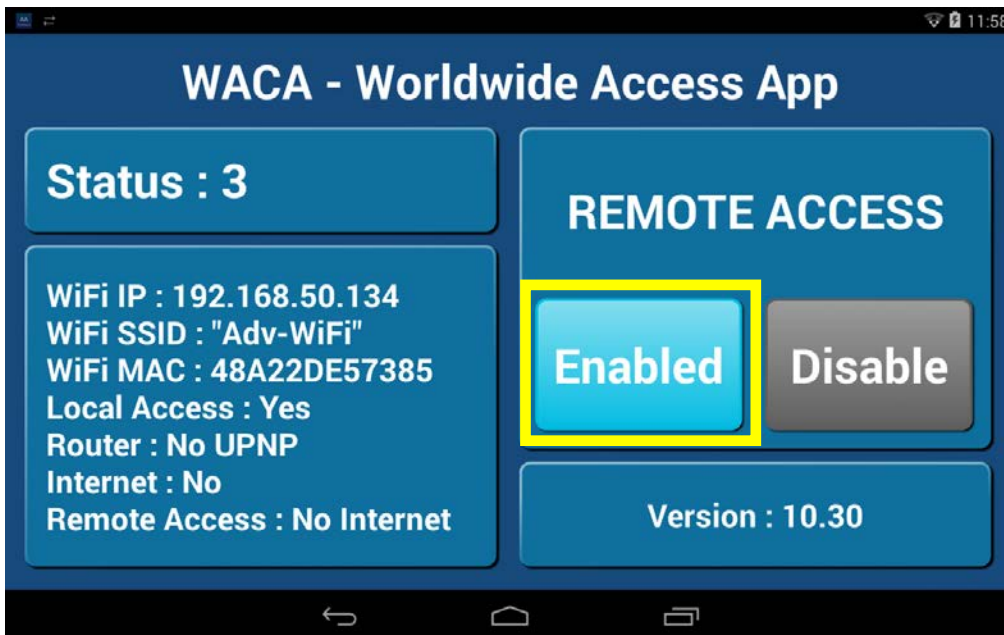 11:58
WACA - Worldwide Access App
Status : 3
WiFi IP : 192.168.50.134
WiFi SSID : "Adv-WiFi"
WiFi MAC : 48A22DE57385
Local Access : Yes
Router : No UPNP
Internet : No
Remote Access : No Internet
REMOTE ACCESS
Enabled
Disable
Version : 10.30